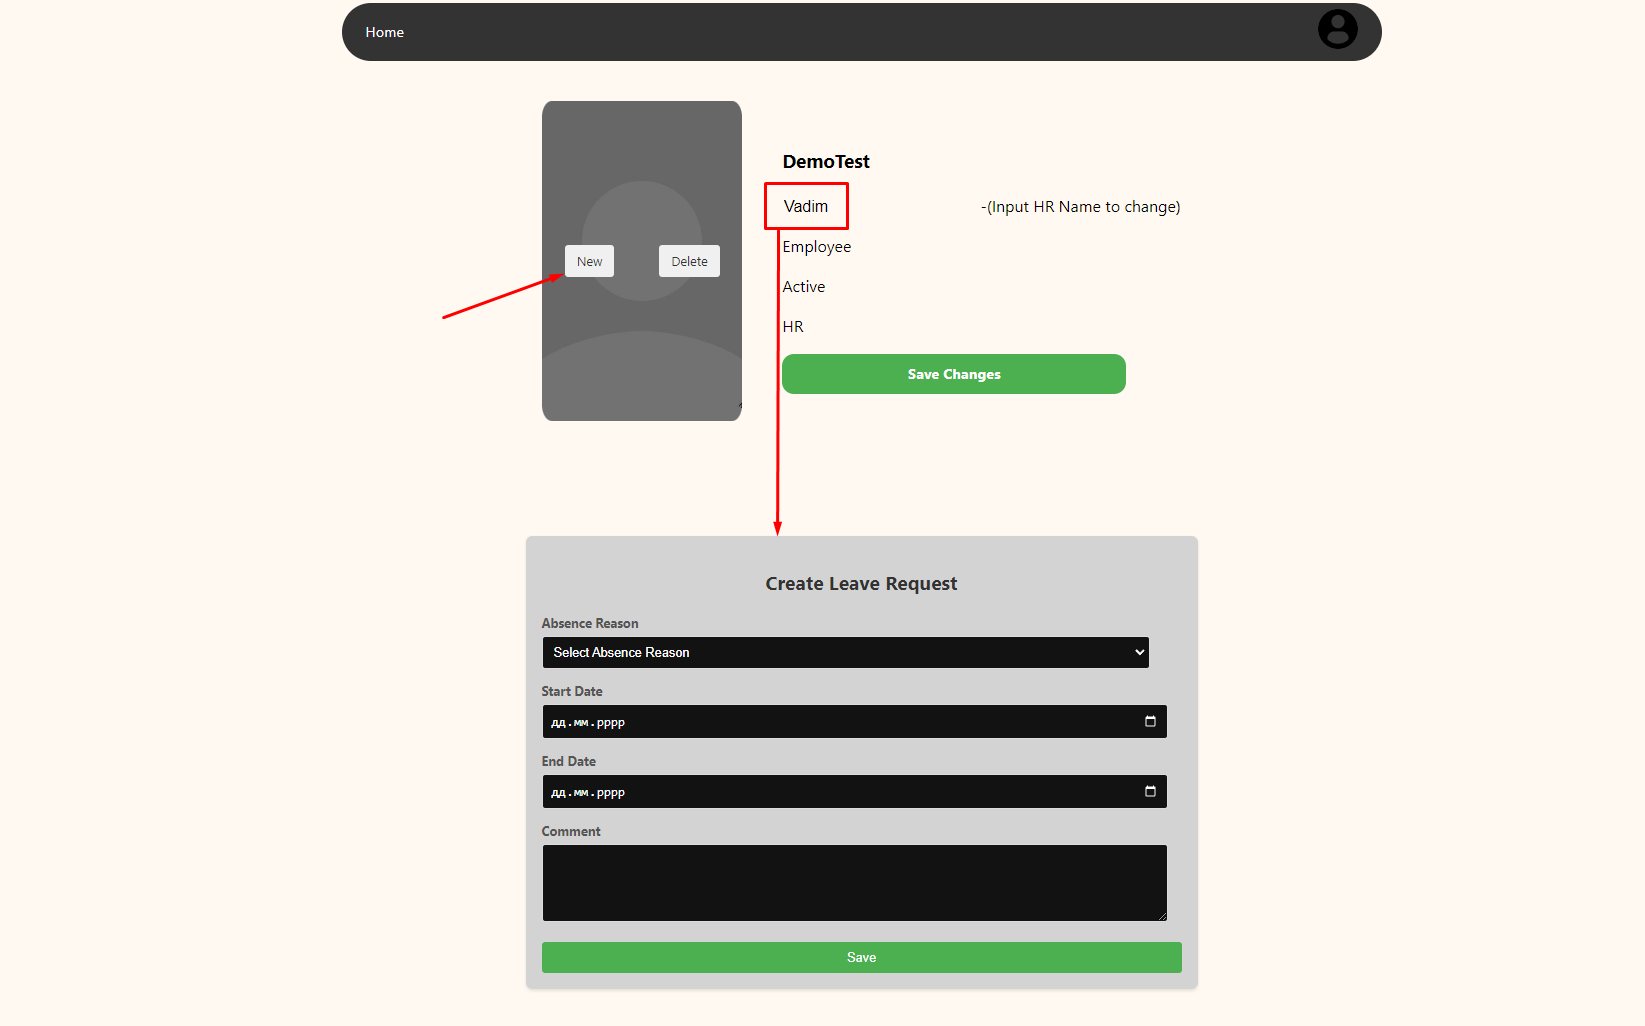 Home
DemoTest
Vadim
-(Input HR Name to change)
New
Delete
Employee
Active
HR
Save Changes
Create Leave Request
Absence Reason
Select Absence Reason
Start Date
дд.мм.рррр
End Date
дд.мм.рррр
Comment
Save